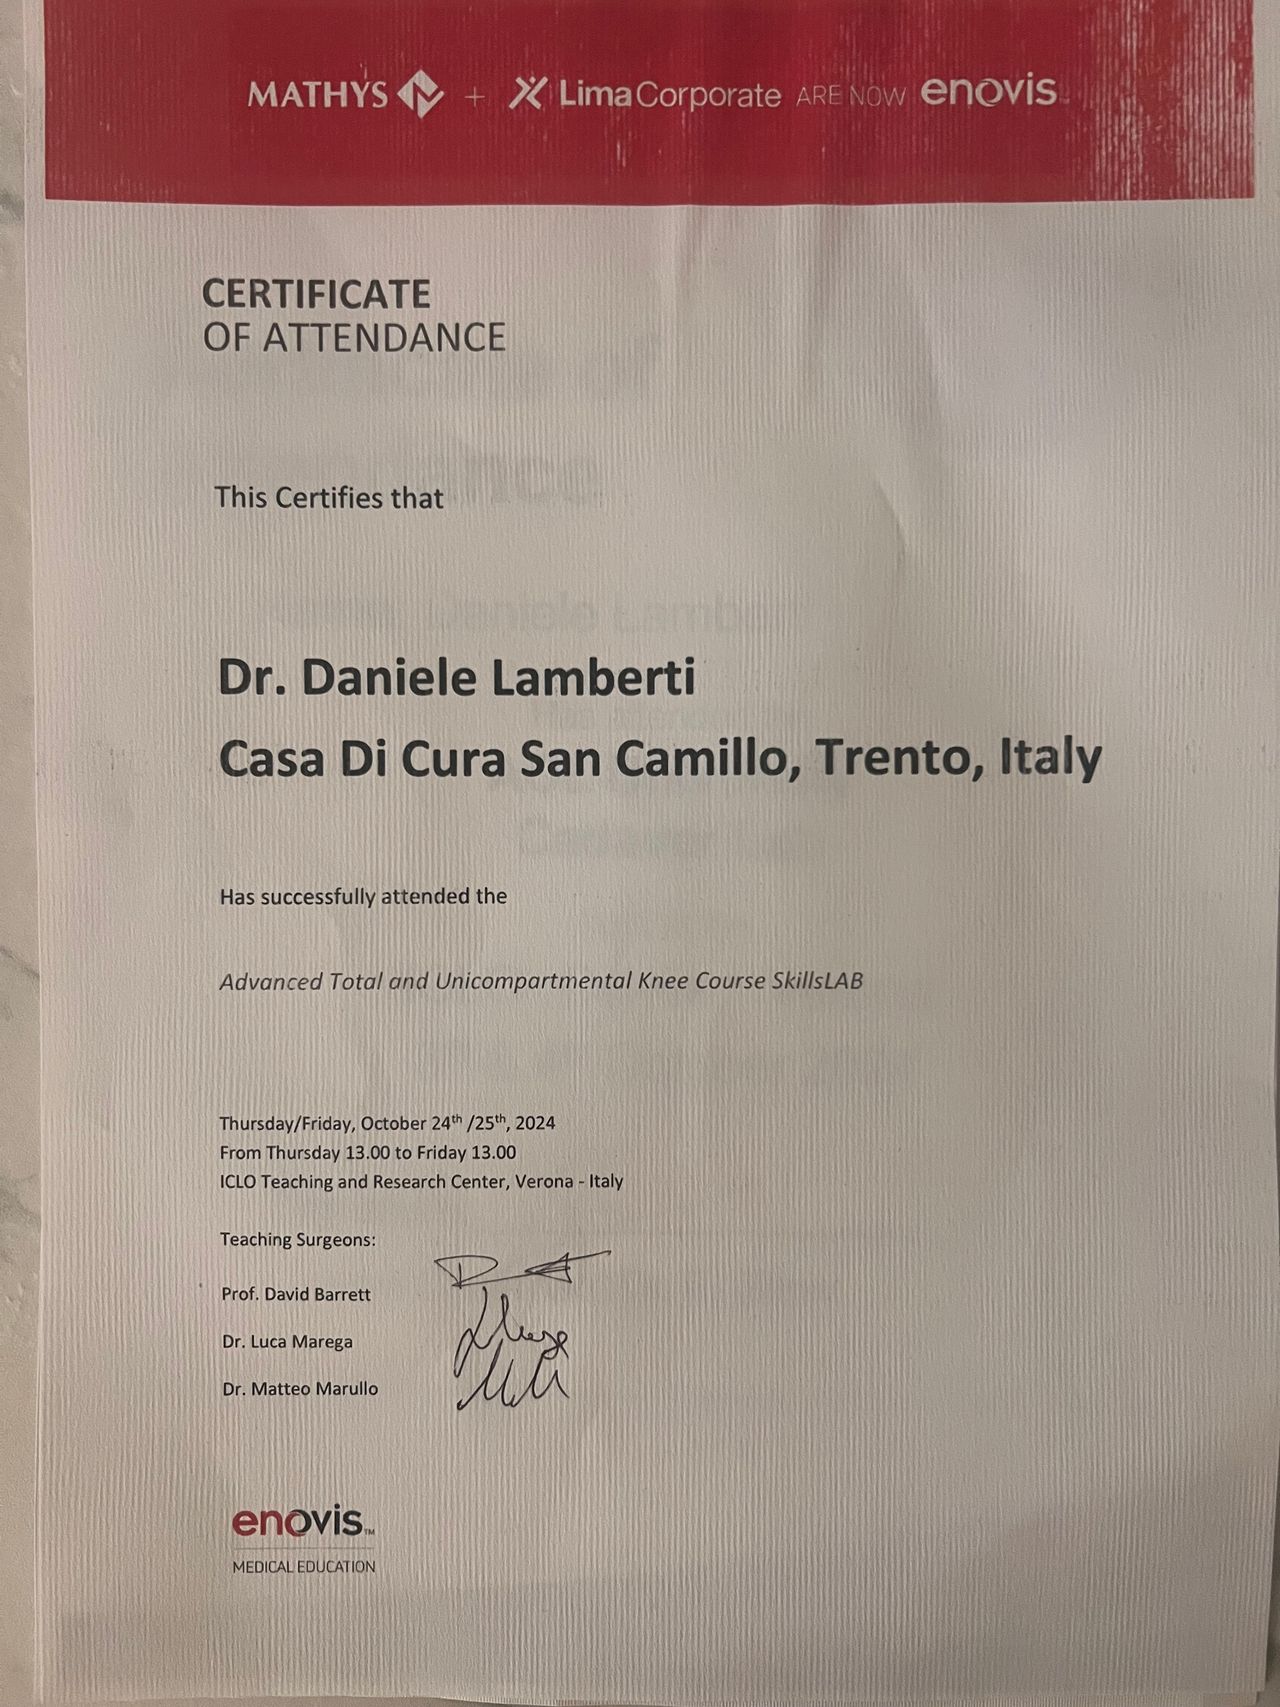 MATHYS + LimaCorporate ARE NOW enovis
CERTIFICATE
OF ATTENDANCE
This Certifies that
Dr. Daniele Lamberti
Casa Di Cura San Camillo, Trento, Italy
Has successfully attended the
Advanced Total and Unicompartmental Knee Course SkillsLAB
Thursday/Friday, October 24th /25th, 2024
From Thursday 13.00 to Friday 13.00
ICLO Teaching and Research Center, Verona - Italy
Teaching Surgeons:
Prof. David Barrett
Dr. Luca Marega
Dr. Matteo Marullo
enovis™
MEDICAL EDUCATION